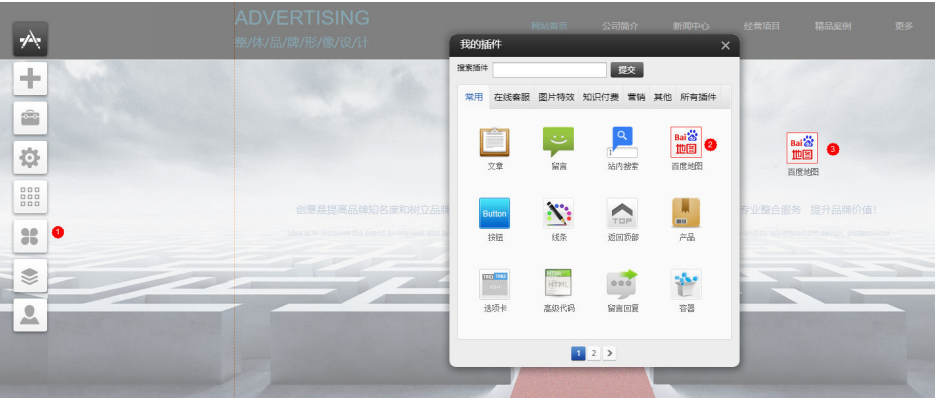 ADVERTISING
整/体/品/牌/形/像/设/计
网站首页 公司简介 新闻中心 经营项目 精品案例 更多
我的插件
搜索插件 提交
常用 在线客服 图片特效 知识付费 营销 其他 所有插件
Bai 地图 2
Bai 地图 3
文章 留言 站内搜索 百度地图
百度地图
创意是提高品牌知名度和树立品牌
专业整合服务 提升品牌价值！
Button
TOP
1
按钮 线条 返回顶部 产品
HTML
选项卡 高级代码 留言回复 容器
1 2